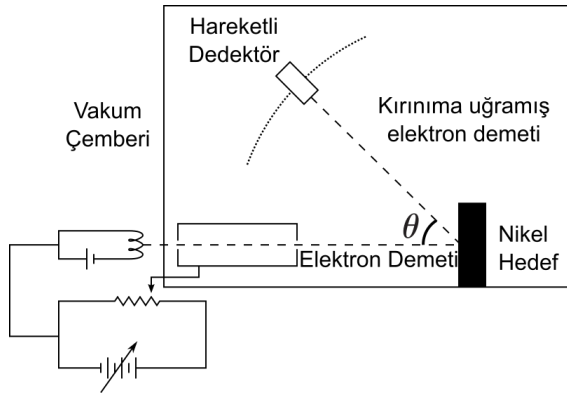 Hareketli
Dedektör
Vakum
Çemberi
Kırınıma uğramış
elektron demeti
θ
Elektron Demeti
Nikel
Hedef